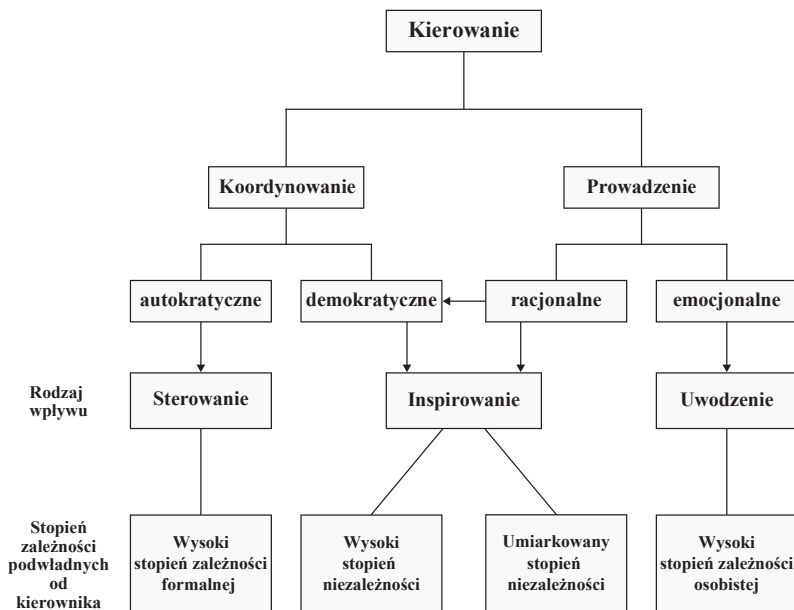 Kierowanie
Koordynowanie
Prowadzenie
autokratyczne
demokratyczne
racjonalne
emocjonalne
Rodzaj
wpływu
Sterowanie
Inspirowanie
Uwodzenie
Stopień
zależności
podwładnych
od
kierownika
Wysoki
stopień zależności
formalnej
Wysoki
stopień
niezależności
Umiarkowany
stopień
niezależności
Wysoki
stopień zależności
osobistej